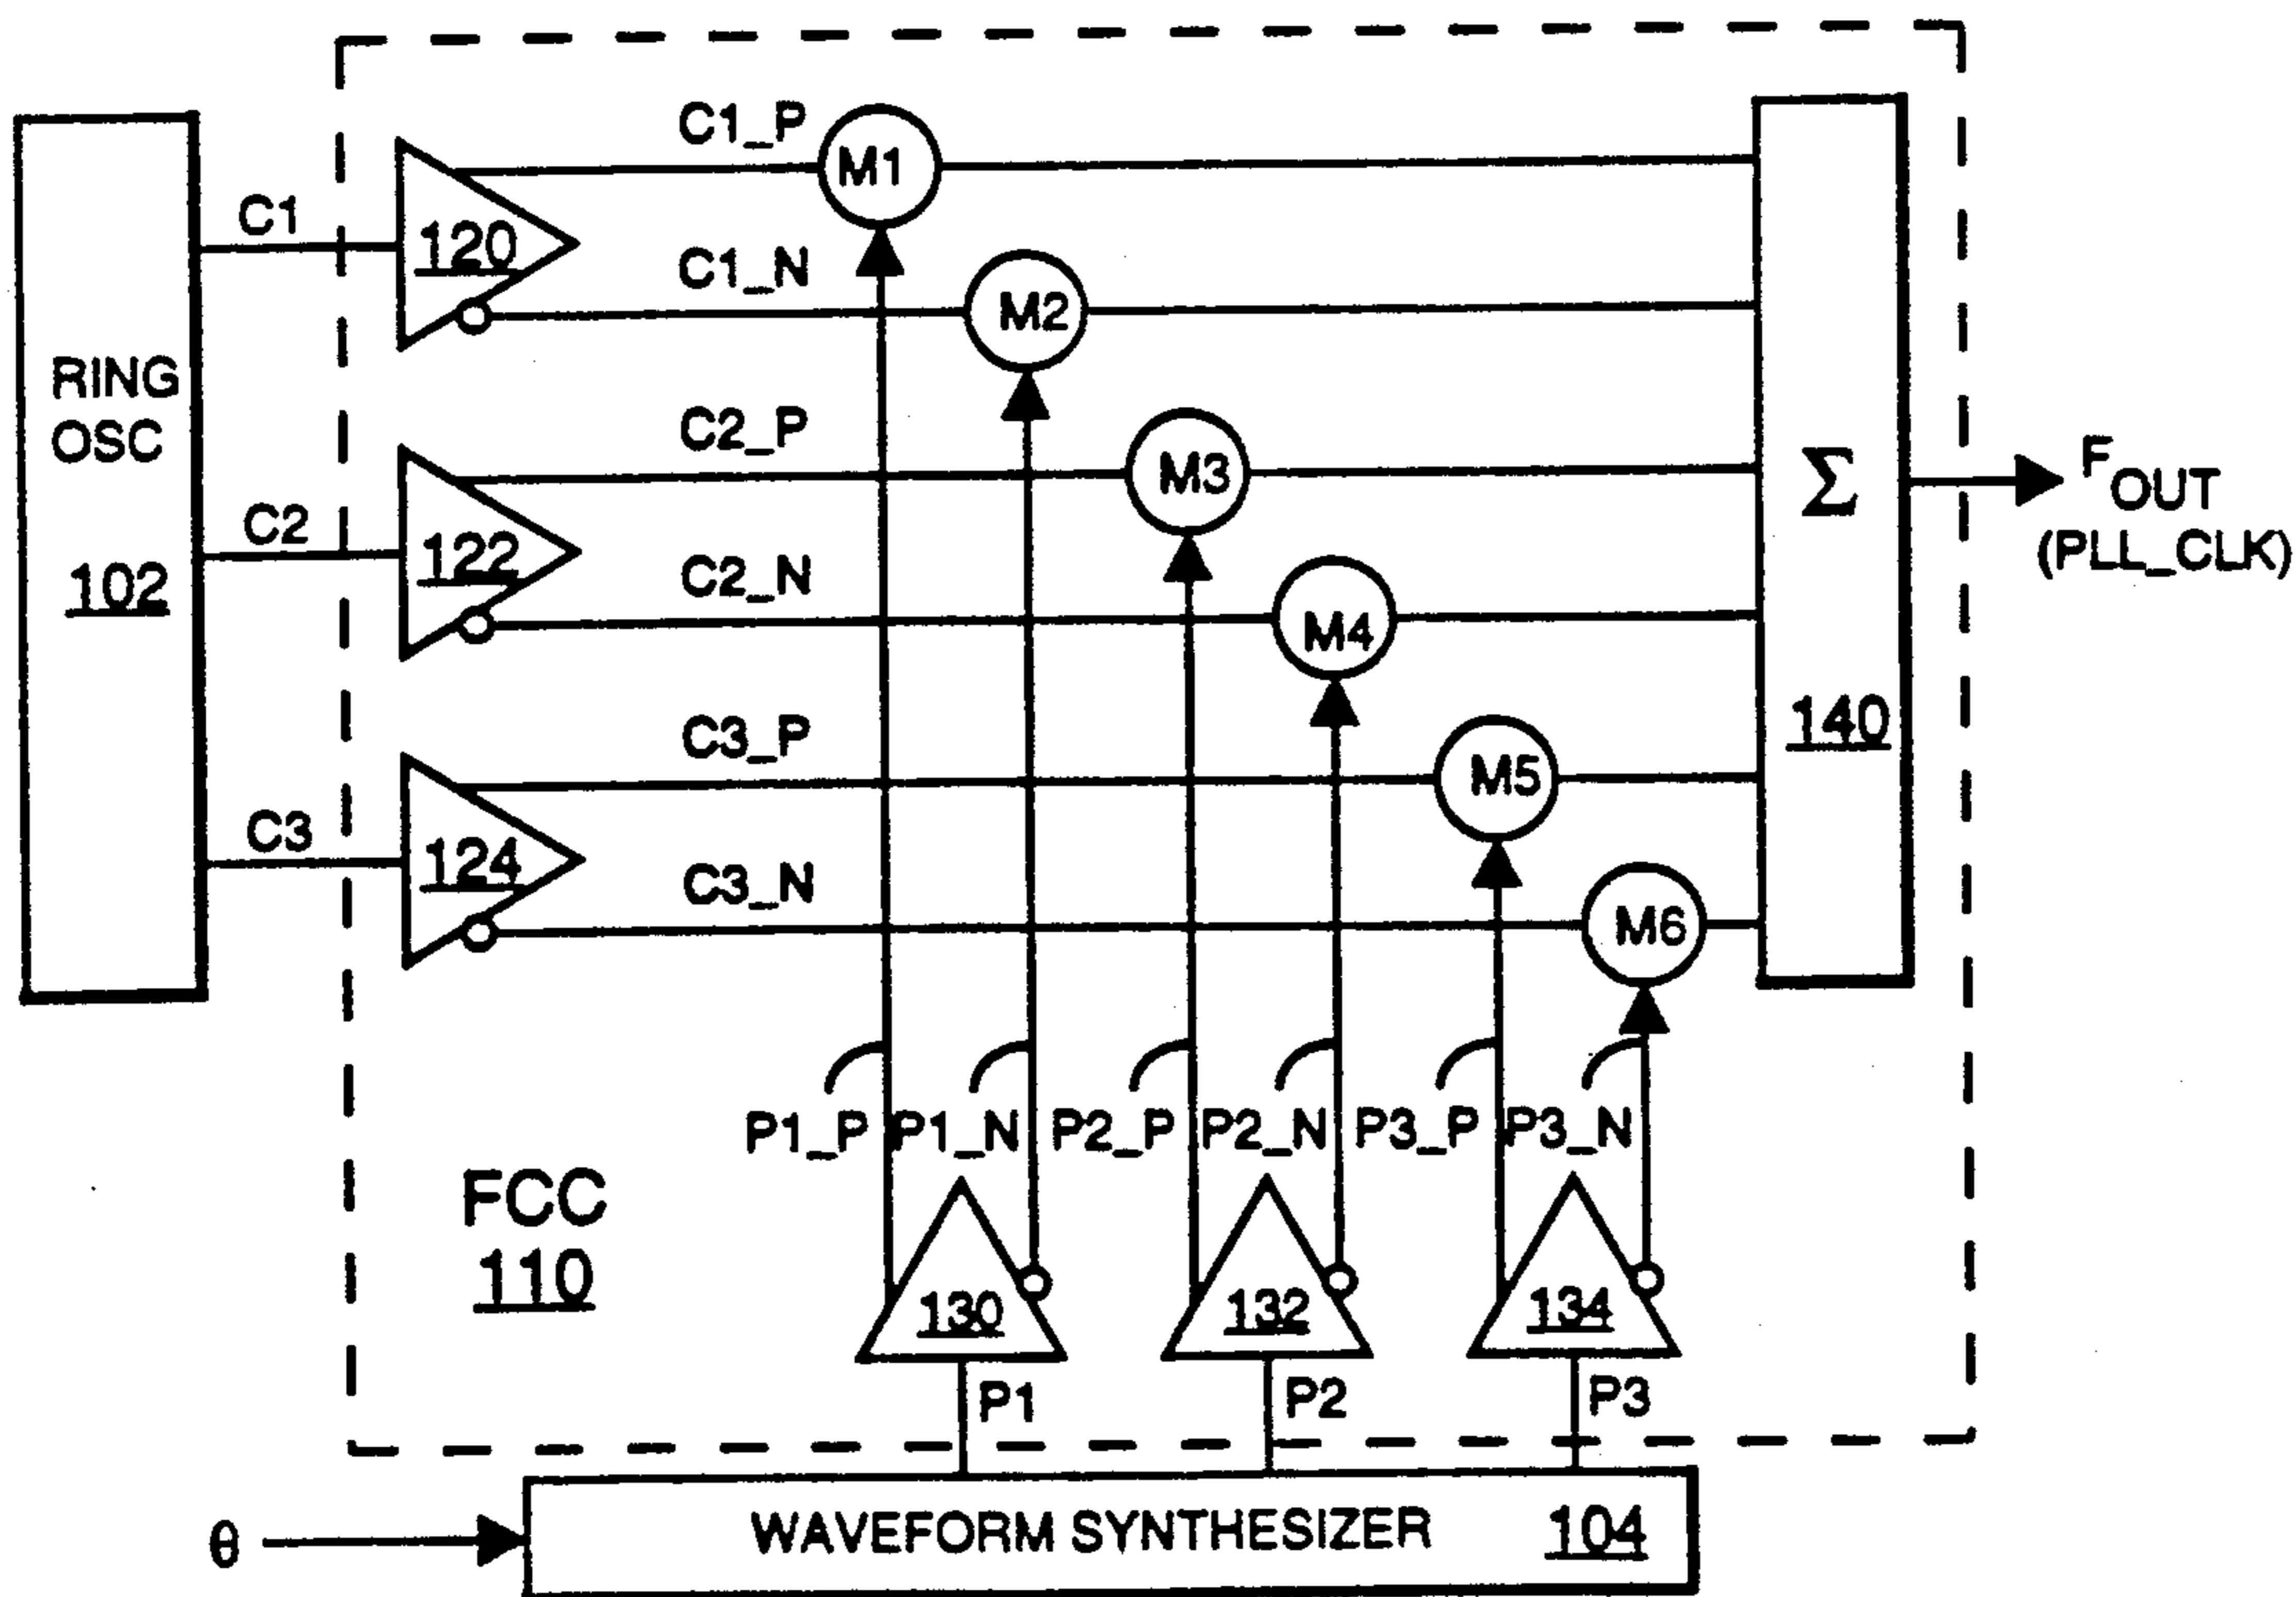 C1_P
M1
C1
120
C1_N
M2
RING
OSC
102
C2_P
M3
C2
122
C2_N
M4
Σ
F OUT
(PLL_CLK)
140
C3_P
M5
C3
124
C3_N
M6
P1_P P1_N P2_P P2_N P3_P P3_N
FCC
110
130 132 134
P1 P2 P3
θ
WAVEFORM SYNTHESIZER 104